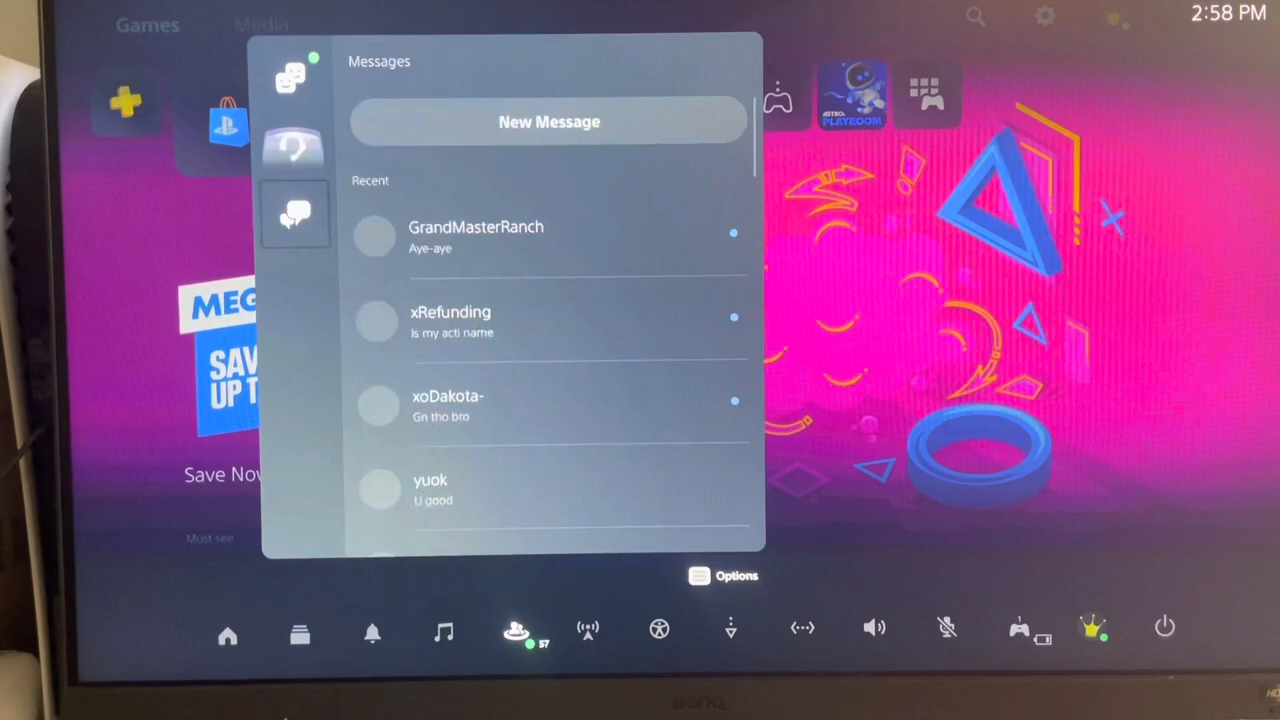 Games
Media
2:58 PM
Messages
New Message
ASTRO's
PLAYROOM
Recent
GrandMasterRanch
Aye-aye
xRefunding
Is my acti name
xoDakota-
Gn tho bro
yuok
U good
MEG
SAV
UP T
Save Nov
Must see
Options
57
BenQ